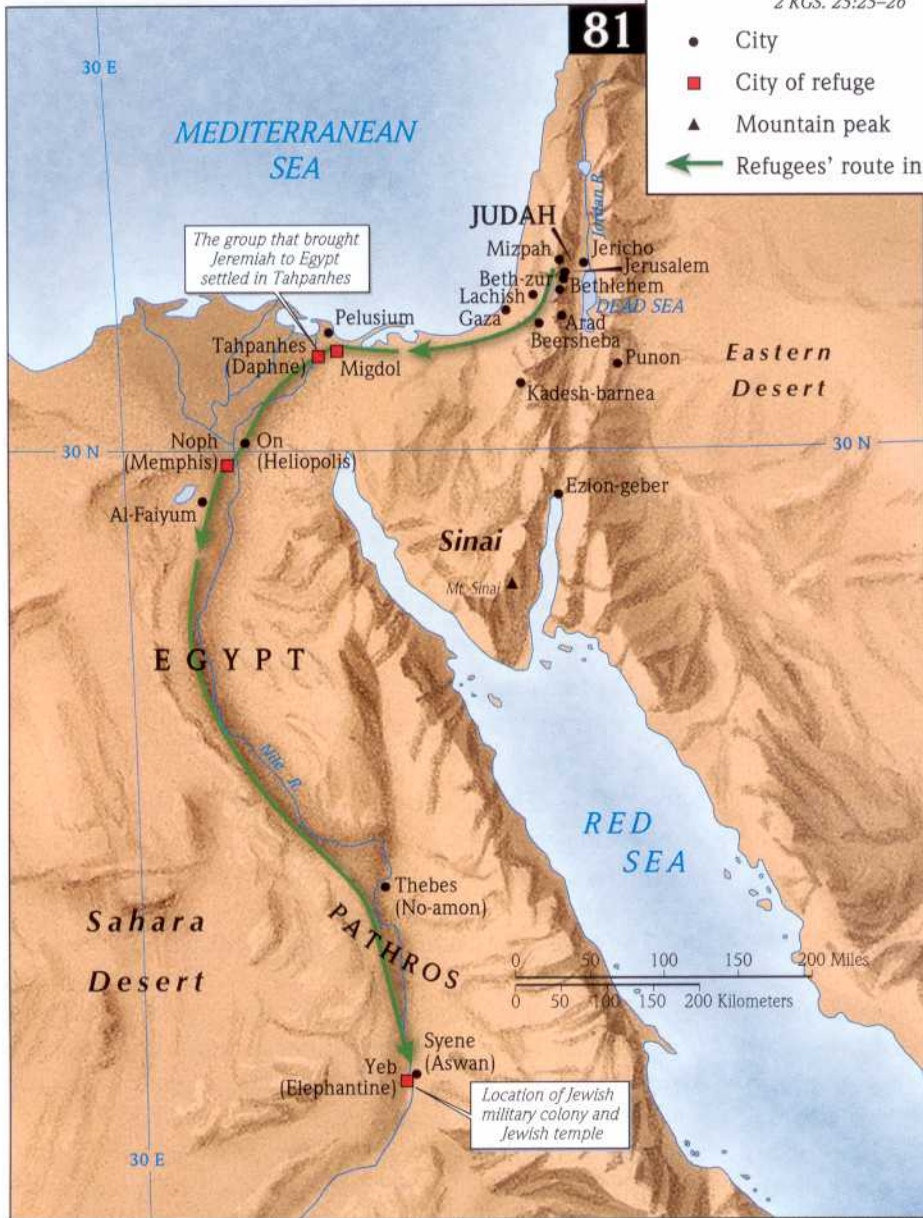 2 KGS. 25:25–26
81
City
City of refuge
Mountain peak
Refugees' route in
30 E
MEDITERRANEAN
SEA
The group that brought
Jeremiah to Egypt
settled in Tahpanhes
JUDAH
Jordan R.
Mizpah
Jericho
Jerusalem
Beth-zur
Bethlehem
Lachish
DEAD SEA
Gaza
Arad
Beersheba
Pelusium
Tahpanhes
(Daphne)
Migdol
Punon
Eastern
Desert
Kadesh-barnea
30 N
Noph
(Memphis)
On
(Heliopolis)
30 N
Al-Faiyum
Ezion-geber
Sinai
Mt. Sinai
EGYPT
Nile R.
RED
SEA
Thebes
(No-amon)
PATHROS
Sahara
Desert
0 50 100 150 200 Miles
0 50 100 150 200 Kilometers
Syene
(Aswan)
Yeb
(Elephantine)
Location of Jewish
military colony and
Jewish temple
30 E